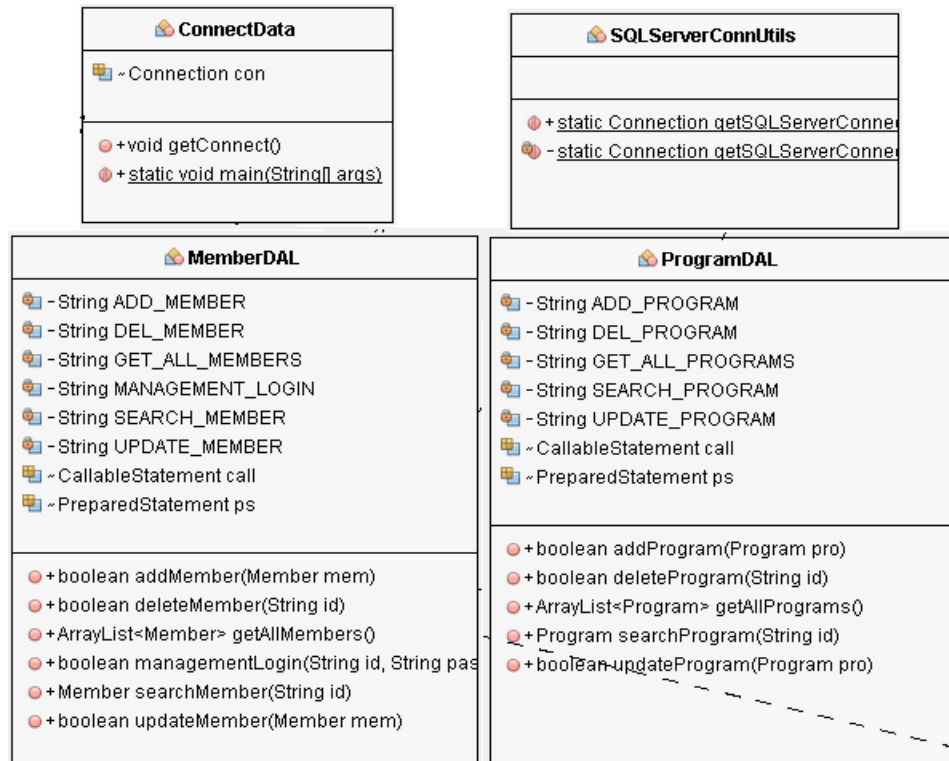 ConnectData
~Connection con
+void getConnect()
+static void main(String[] args)
SQLServerConnUtils
+static Connection getSQLServerConne
-static Connection getSQLServerConne
MemberDAL
-String ADD_MEMBER
-String DEL_MEMBER
-String GET_ALL_MEMBERS
-String MANAGEMENT_LOGIN
-String SEARCH_MEMBER
-String UPDATE_MEMBER
~CallableStatement call
~PreparedStatement ps
+boolean addMember(Member mem)
+boolean deleteMember(String id)
+ArrayList<Member> getAllMembers()
+boolean managementLogin(String id, String pas
+Member searchMember(String id)
+boolean updateMember(Member mem)
ProgramDAL
-String ADD_PROGRAM
-String DEL_PROGRAM
-String GET_ALL_PROGRAMS
-String SEARCH_PROGRAM
-String UPDATE_PROGRAM
~CallableStatement call
~PreparedStatement ps
+boolean addProgram(Program pro)
+boolean deleteProgram(String id)
+ArrayList<Program> getAllPrograms()
+Program searchProgram(String id)
+boolean updateProgram(Program pro)